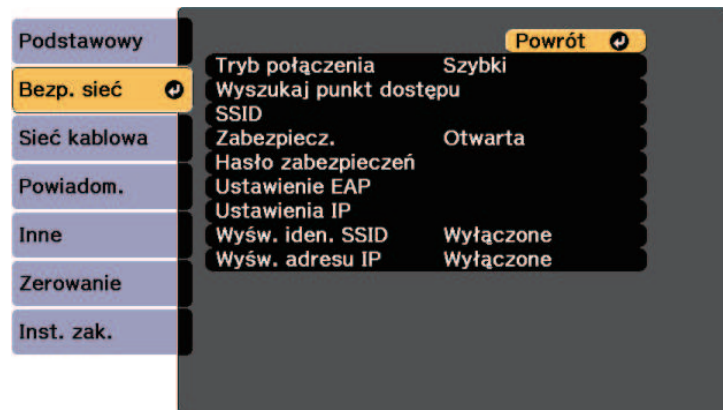 Podstawowy
Bezp. sieć
Sieć kablowa
Powiadom.
Inne
Zerowanie
Inst. zak.
Powrót
Tryb połączenia Szybki
Wyszukaj punkt dostępu
SSID
Zabezpiecz. Otwarta
Hasło zabezpieczeń
Ustawienie EAP
Ustawienia IP
Wyśw. iden. SSID Wyłączone
Wyśw. adresu IP Wyłączone